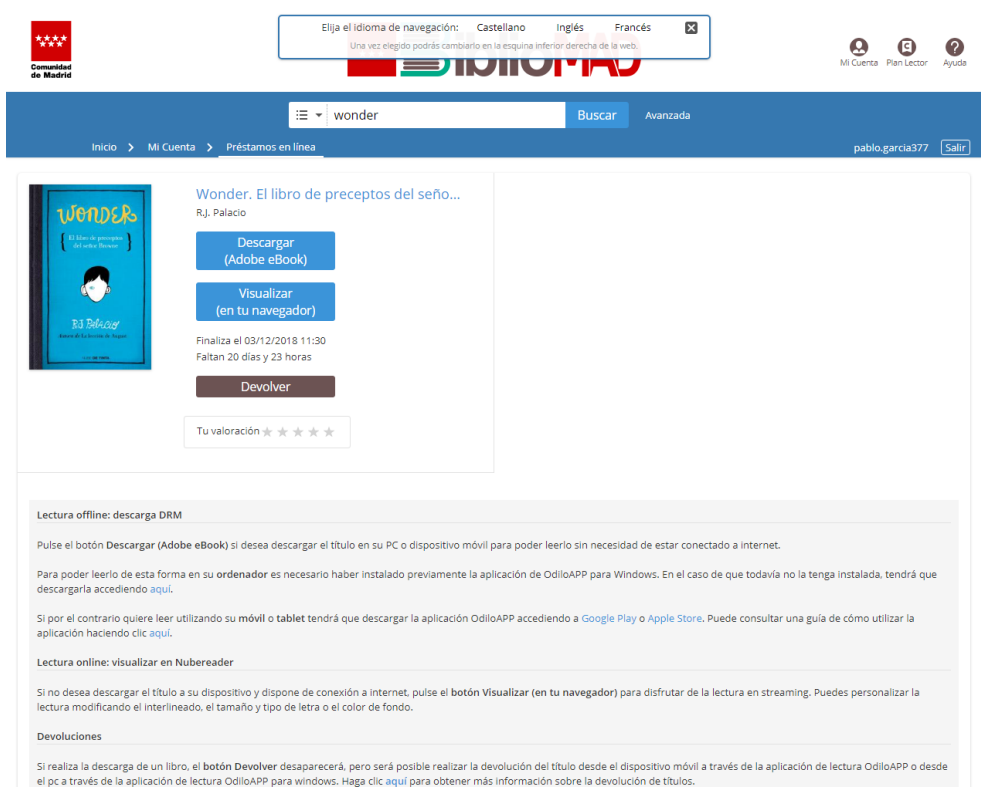 Elija el idioma de navegación: Castellano Inglés Francés
Una vez elegido podrás cambiarlo en la esquina inferior derecha de la web.
Comunidad
de Madrid
BiblioMAD
Mi Cuenta Plan Lector Ayuda
wonder Buscar Avanzada
Inicio > Mi Cuenta > Préstamos en línea pablo.garcia377 Salir
WONDER
El libro de preceptos
del señor Browne
R.J. Palacio
Wonder. El libro de preceptos del seño...
R.J. Palacio
Descargar
(Adobe eBook)
Visualizar
(en tu navegador)
Finaliza el 03/12/2018 11:30
Faltan 20 días y 23 horas
Devolver
Tu valoración
Lectura offline: descarga DRM
Pulse el botón Descargar (Adobe eBook) si desea descargar el título en su PC o dispositivo móvil para poder leerlo sin necesidad de estar conectado a internet.
Para poder leerlo de esta forma en su ordenador es necesario haber instalado previamente la aplicación de OdiloAPP para Windows. En el caso de que todavía no la tenga instalada, tendrá que
descargarla accediendo aquí.
Si por el contrario quiere leer utilizando su móvil o tablet tendrá que descargar la aplicación OdiloAPP accediendo a Google Play o Apple Store. Puede consultar una guía de cómo utilizar la
aplicación haciendo clic aquí.
Lectura online: visualizar en Nubereader
Si no desea descargar el título a su dispositivo y dispone de conexión a internet, pulse el botón Visualizar (en tu navegador) para disfrutar de la lectura en streaming. Puedes personalizar la
lectura modificando el interlineado, el tamaño y tipo de letra o el color de fondo.
Devoluciones
Si realiza la descarga de un libro, el botón Devolver desaparecerá, pero será posible realizar la devolución del título desde el dispositivo móvil a través de la aplicación de lectura OdiloAPP o desde
el pc a través de la aplicación de lectura OdiloAPP para windows. Haga clic aquí para obtener más información sobre la devolución de títulos.